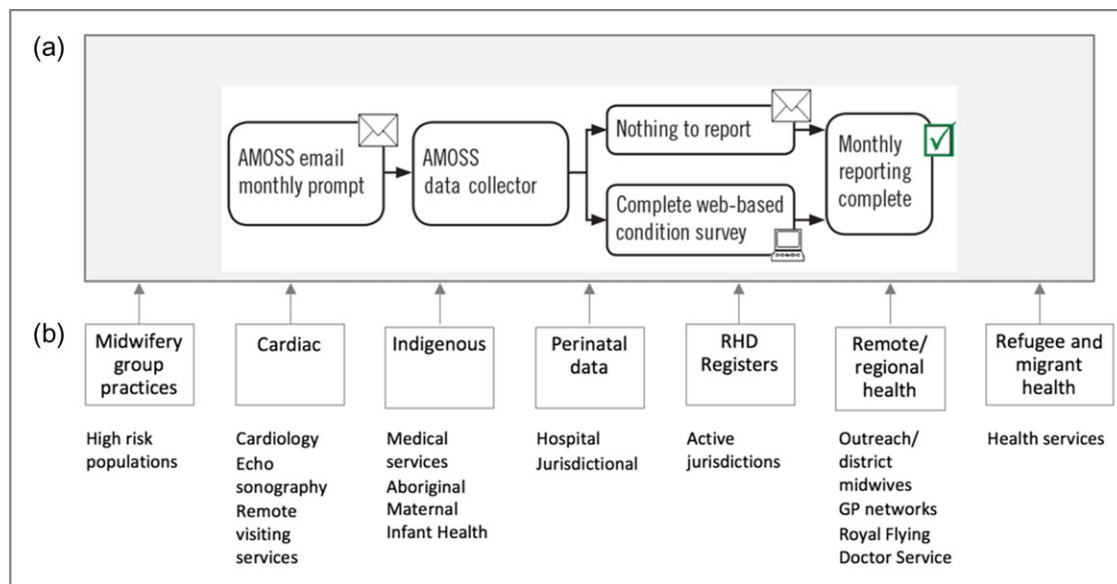 (a)
AMOSS email
monthly prompt
AMOSS
data collector
Nothing to report
Complete web-based
condition survey
Monthly
reporting
complete
(b)
Midwifery
group
practices
Cardiac
Indigenous
Perinatal
data
RHD
Registers
Remote/
regional
health
Refugee and
migrant
health
High risk
populations
Cardiology
Echo
sonography
Remote
visiting
services
Medical
services
Aboriginal
Maternal
Infant Health
Hospital
Jurisdictional
Active
jurisdictions
Outreach/
district
midwives
GP networks
Royal Flying
Doctor Service
Health services